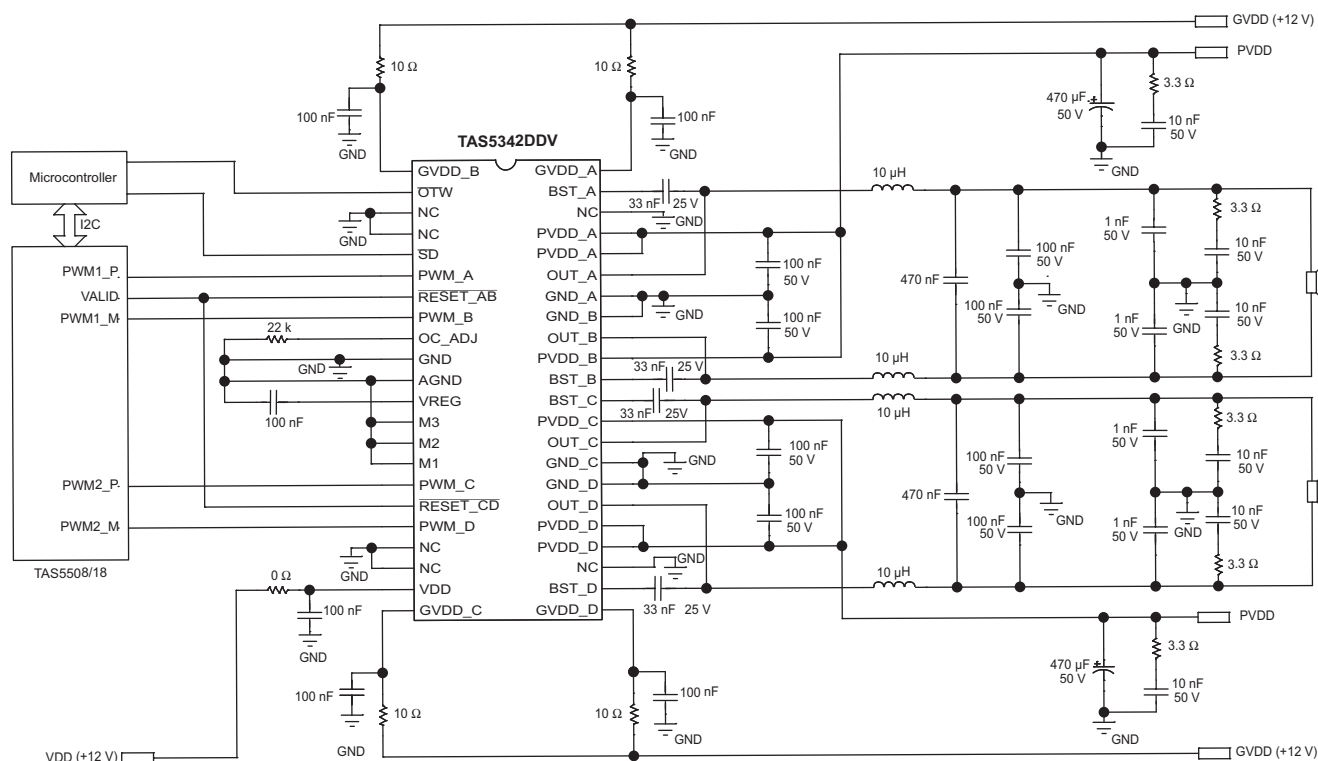 GVDD (+12 V)
PVDD
10 Ω
10 Ω
3.3 Ω
470 µF
50 V
10 nF
50 V
100 nF
GND
100 nF
GND
GND
TAS5342DDV
Microcontroller
I2C
GVDD_B
OTW
NC
NC
SD
PWM_A
RESET_AB
PWM_B
OC_ADJ
GND
AGND
VREG
M3
M2
M1
PWM_C
RESET_CD
PWM_D
NC
NC
VDD
GVDD_C
GVDD_A
BST_A
NC
PVDD_A
PVDD_A
OUT_A
GND_A
GND_B
OUT_B
PVDD_B
BST_B
BST_C
PVDD_C
OUT_C
GND_C
GND_D
OUT_D
PVDD_D
PVDD_D
NC
BST_D
GVDD_D
PWM1_P
VALID
PWM1_M
PWM2_P
PWM2_M
TAS5508/18
GND
22 k
GND
100 nF
GND
0 Ω
100 nF
GND
33 nF 25 V
GND
100 nF
50 V
GND
100 nF
50 V
33 nF 25 V
33 nF 25V
100 nF
50 V
GND
100 nF
50 V
GND
33 nF 25 V
10 µH
470 nF
100 nF
50 V
GND
100 nF
50 V
1 nF
50 V
3.3 Ω
10 nF
50 V
GND
1 nF
50 V
10 nF
50 V
3.3 Ω
10 µH
10 µH
470 nF
100 nF
50 V
GND
100 nF
50 V
1 nF
50 V
3.3 Ω
10 nF
50 V
GND
1 nF
50 V
10 nF
50 V
3.3 Ω
10 µH
PVDD
3.3 Ω
470 µF
50 V
10 nF
50 V
GND
100 nF
10 Ω
GND
10 Ω
100 nF
GND
VDD (+12 V)
GVDD (+12 V)